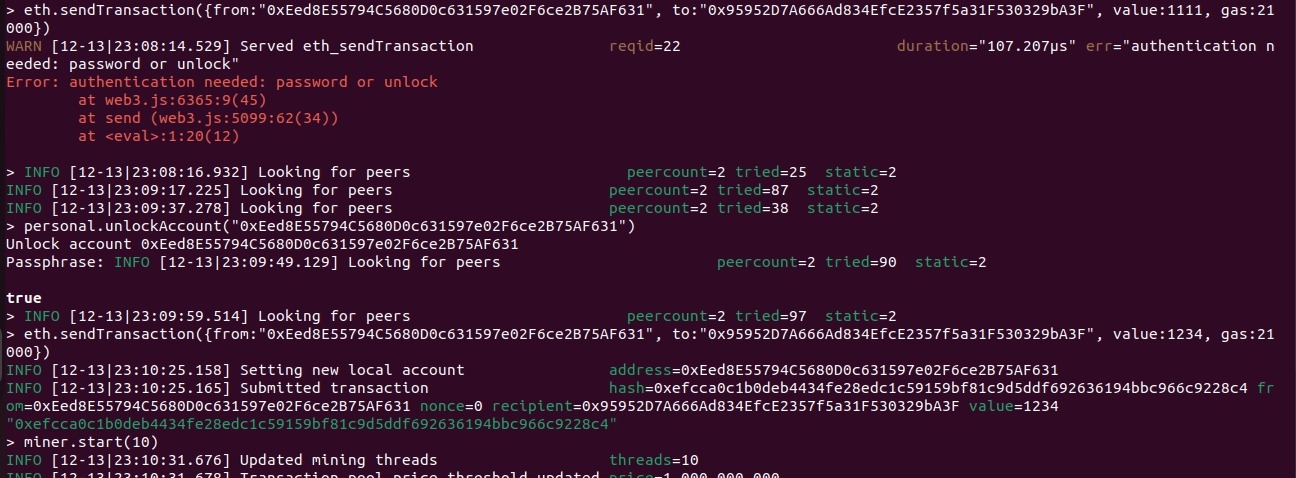 > eth.sendTransaction({from:"0xEed8E55794C5680D0c631597e02F6ce2B75AF631", to:"0x95952D7A666Ad834EfcE2357f5a31F530329bA3F", value:1111, gas:21
000})
WARN [12-13|23:08:14.529] Served eth_sendTransaction reqid=22 duration="107.207µs" err="authentication n
eeded: password or unlock"
Error: authentication needed: password or unlock
at web3.js:6365:9(45)
at send (web3.js:5099:62(34))
at <eval>:1:20(12)
> INFO [12-13|23:08:16.932] Looking for peers peercount=2 tried=25 static=2
INFO [12-13|23:09:17.225] Looking for peers peercount=2 tried=87 static=2
INFO [12-13|23:09:37.278] Looking for peers peercount=2 tried=38 static=2
> personal.unlockAccount("0xEed8E55794C5680D0c631597e02F6ce2B75AF631")
Unlock account 0xEed8E55794C5680D0c631597e02F6ce2B75AF631
Passphrase: INFO [12-13|23:09:49.129] Looking for peers peercount=2 tried=90 static=2
true
> INFO [12-13|23:09:59.514] Looking for peers peercount=2 tried=97 static=2
> eth.sendTransaction({from:"0xEed8E55794C5680D0c631597e02F6ce2B75AF631", to:"0x95952D7A666Ad834EfcE2357f5a31F530329bA3F", value:1234, gas:21
000})
INFO [12-13|23:10:25.158] Setting new local account address=0xEed8E55794C5680D0c631597e02F6ce2B75AF631
INFO [12-13|23:10:25.165] Submitted transaction hash=0xefcca0c1b0deb4434fe28edc1c59159bf81c9d5ddf692636194bbc966c9228c4 fr
om=0xEed8E55794C5680D0c631597e02F6ce2B75AF631 nonce=0 recipient=0x95952D7A666Ad834EfcE2357f5a31F530329bA3F value=1234
"0xefcca0c1b0deb4434fe28edc1c59159bf81c9d5ddf692636194bbc966c9228c4"
> miner.start(10)
INFO [12-13|23:10:31.676] Updated mining threads threads=10
INFO [12-13|23:10:31.678] Transaction pool price threshold updated price=1,000,000,000